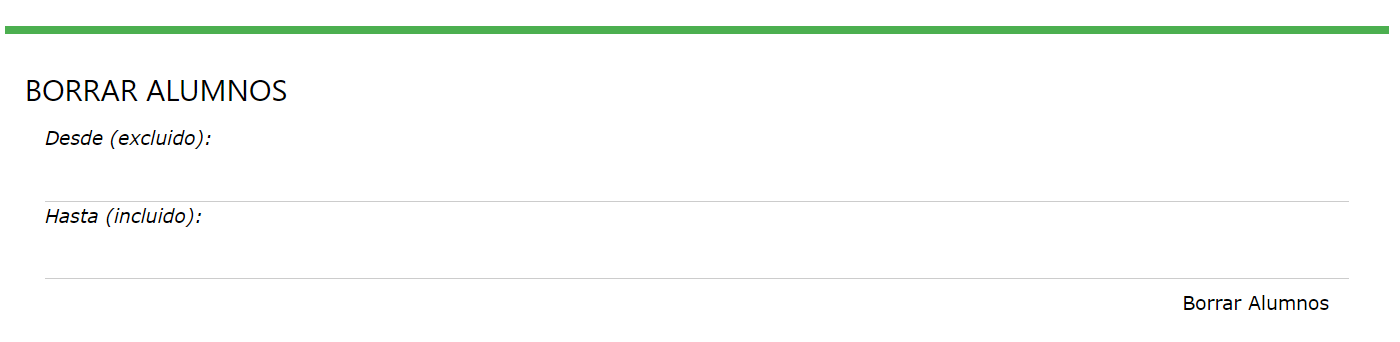 BORRAR ALUMNOS
Desde (excluido):
Hasta (incluido):
Borrar Alumnos